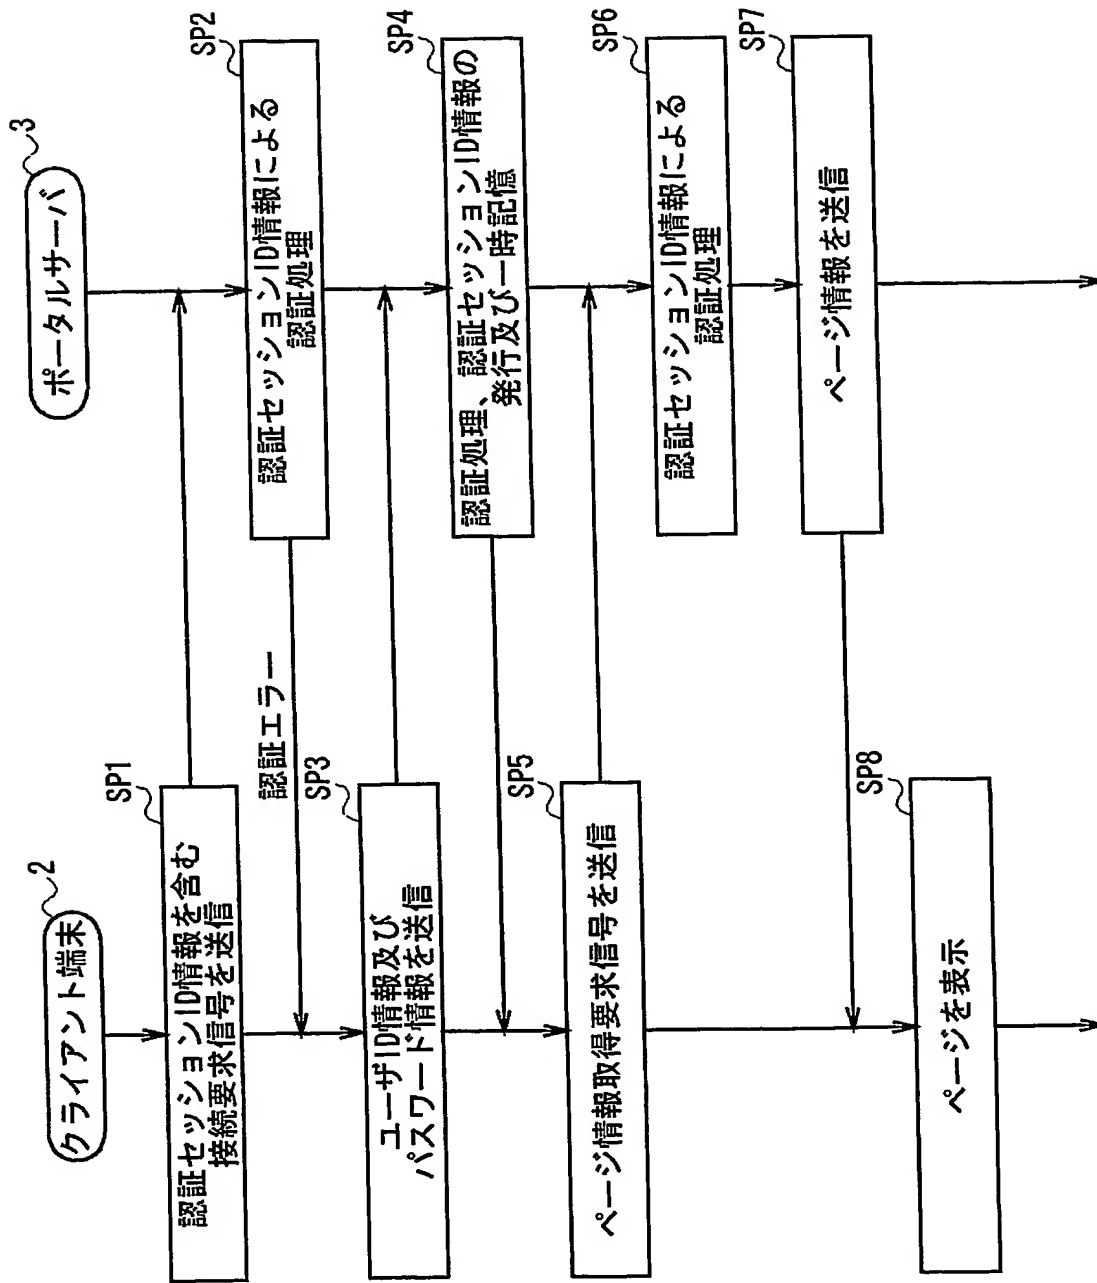 クライアント端末
2
ポータルサーバ
3
SP1
認証セッションID情報を含む
接続要求信号を送信
SP2
認証セッションID情報による
認証処理
認証エラー
SP3
ユーザID情報及び
パスワード情報を送信
SP4
認証処理、認証セッションID情報の
発行及び一時記憶
SP5
ページ情報取得要求信号を送信
SP6
認証セッションID情報による
認証処理
SP7
ページ情報を送信
SP8
ページを表示